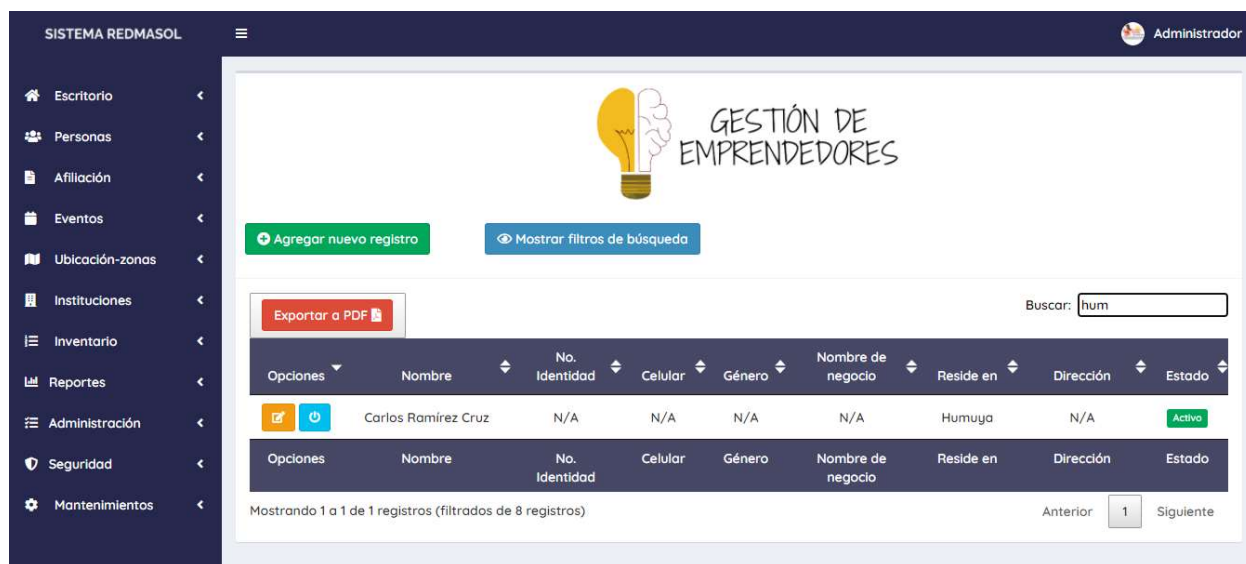 SISTEMA REDMASOL
Administrador
Escritorio
Personas
Afiliación
Eventos
Ubicación-zonas
Instituciones
Inventario
Reportes
Administración
Seguridad
Mantenimientos
GESTIÓN DE
EMPRENDEDORES
Agregar nuevo registro
Mostrar filtros de búsqueda
Exportar a PDF
Buscar: hum
Opciones Nombre No. Identidad Celular Género Nombre de negocio Reside en Dirección Estado
Carlos Ramírez Cruz N/A N/A N/A N/A Humuya N/A Activo
Opciones Nombre No. Identidad Celular Género Nombre de negocio Reside en Dirección Estado
Mostrando 1 a 1 de 1 registros (filtrados de 8 registros)
Anterior 1 Siguiente